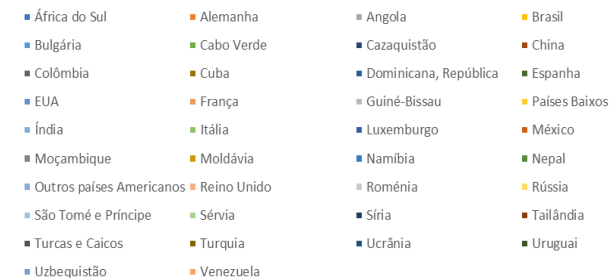 África do Sul Alemanha Angola Brasil
Bulgária Cabo Verde Cazaquistão China
Colômbia Cuba Dominicana, República Espanha
EUA França Guiné-Bissau Países Baixos
Índia Itália Luxemburgo México
Moçambique Moldávia Namíbia Nepal
Outros países Americanos Reino Unido Roménia Rússia
São Tomé e Príncipe Sérvia Síria Tailândia
Turcas e Caicos Turquia Ucrânia Uruguai
Uzbequistão Venezuela